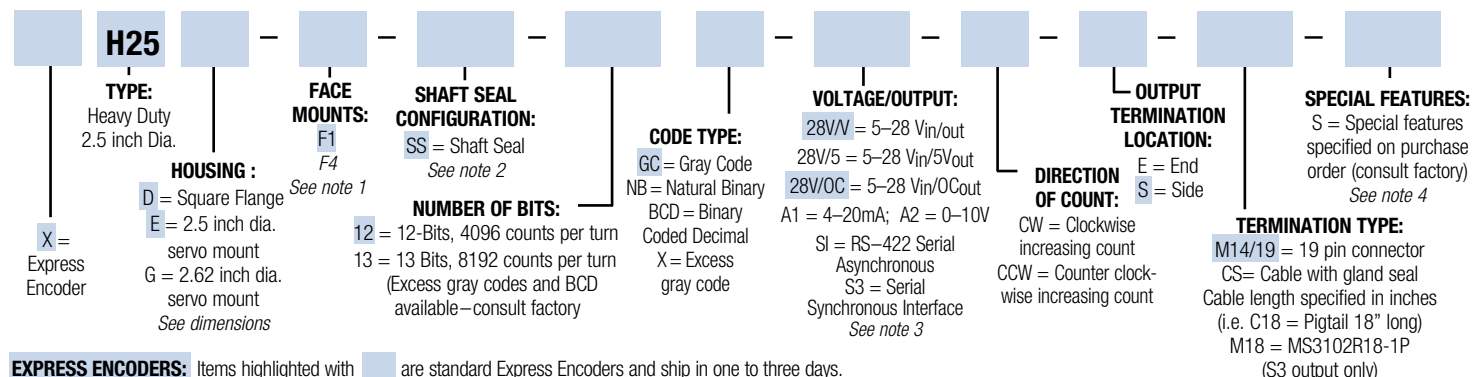 H25 – – – – – – – –
TYPE:
Heavy Duty
2.5 inch Dia.
X =
Express
Encoder
HOUSING :
D = Square Flange
E = 2.5 inch dia.
servo mount
G = 2.62 inch dia.
servo mount
See dimensions
FACE
MOUNTS:
F1
F4
See note 1
SHAFT SEAL
CONFIGURATION:
SS = Shaft Seal
See note 2
NUMBER OF BITS:
12 = 12-Bits, 4096 counts per turn
13 = 13 Bits, 8192 counts per turn
(Excess gray codes and BCD
available–consult factory
CODE TYPE:
GC = Gray Code
NB = Natural Binary
BCD = Binary
Coded Decimal
X = Excess
gray code
VOLTAGE/OUTPUT:
28V/V = 5–28 Vin/out
28V/5 = 5–28 Vin/5Vout
28V/OC = 5–28 Vin/OCout
A1 = 4–20mA; A2 = 0–10V
SI = RS–422 Serial
Asynchronous
S3 = Serial
Synchronous Interface
See note 3
DIRECTION
OF COUNT:
CW = Clockwise
increasing count
CCW = Counter clock-
wise increasing count
OUTPUT
TERMINATION
LOCATION:
E = End
S = Side
TERMINATION TYPE:
M14/19 = 19 pin connector
CS= Cable with gland seal
Cable length specified in inches
(i.e. C18 = Pigtail 18" long)
M18 = MS3102R18-1P
(S3 output only)
SPECIAL FEATURES:
S = Special features
specified on purchase
order (consult factory)
See note 4
EXPRESS ENCODERS: Items highlighted with are standard Express Encoders and ship in one to three days.